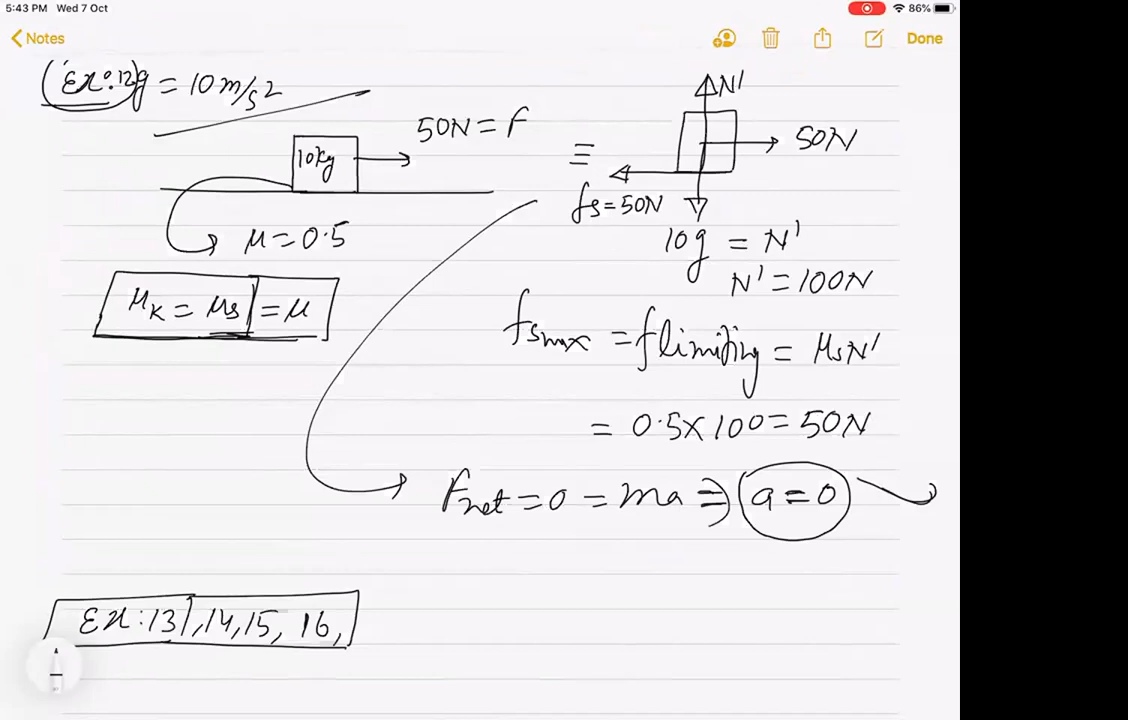 5:43 PM Wed 7 Oct
86%
Notes
Done
Ex:12) g = 10 m/s2
N'
50N = F
10kg
≡
50N
fs = 50N
μ = 0.5
10g = N'
N' = 100N
μk = μs = μ
fsmax = flimiting = μsN'
= 0.5 × 100 = 50N
Fnet = 0 = ma ⇒ a = 0
Ex:13, 14, 15, 16,